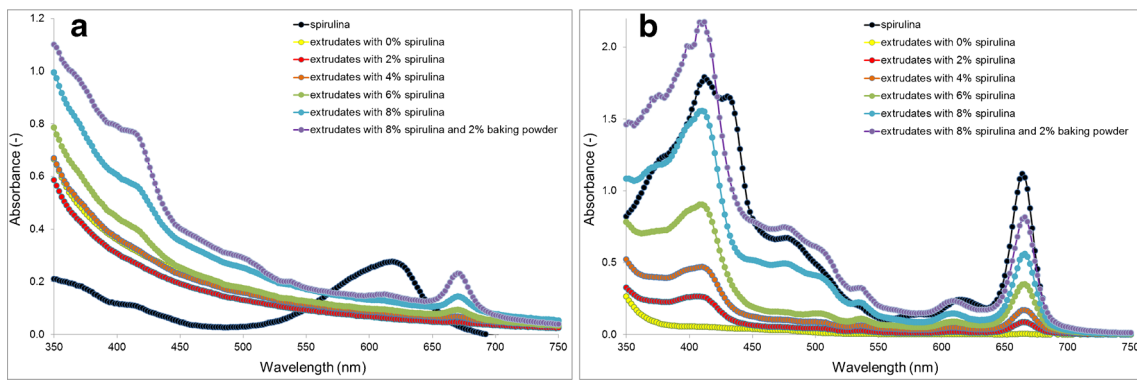 a
spirulina
extrudates with 0% spirulina
extrudates with 2% spirulina
extrudates with 4% spirulina
extrudates with 6% spirulina
extrudates with 8% spirulina
extrudates with 8% spirulina and 2% baking powder
Absorbance (-)
1.2
1.0
0.8
0.6
0.4
0.2
0.0
350 400 450 500 550 600 650 700 750
Wavelength (nm)
b
spirulina
extrudates with 0% spirulina
extrudates with 2% spirulina
extrudates with 4% spirulina
extrudates with 6% spirulina
extrudates with 8% spirulina
extrudates with 8% spirulina and 2% baking powder
Absorbance (-)
2.0
1.5
1.0
0.5
0.0
350 400 450 500 550 600 650 700 750
Wavelength (nm)